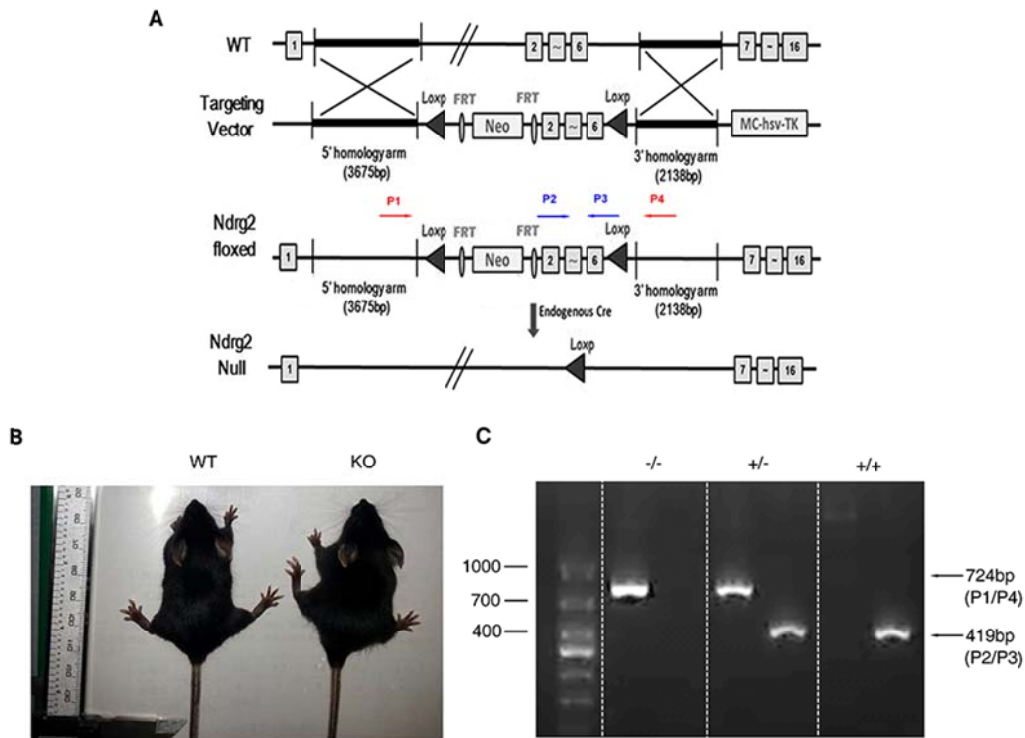 A
WT
1
2
~
6
7
~
16
Loxp
FRT
FRT
Loxp
Targeting
Vector
Neo
2
~
6
MC-hsv-TK
5' homology arm
(3675bp)
3' homology arm
(2138bp)
P1
P2
P3
P4
Ndrg2
floxed
Loxp
FRT
FRT
Loxp
1
Neo
2
~
6
7
~
16
5' homology arm
(3675bp)
3' homology arm
(2138bp)
Endogenous Cre
Ndrg2
Null
Loxp
1
7
~
16
B
WT
KO
C
-/-
+/-
+/+
1000
700
400
724bp
(P1/P4)
419bp
(P2/P3)